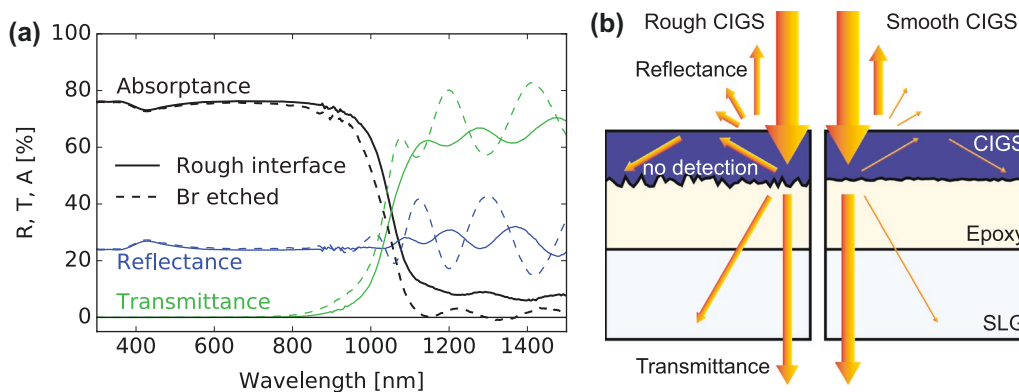 (a)
100
80
60
40
20
0
R, T, A [%]
Absorptance
Rough interface
Br etched
Reflectance
Transmittance
400 600 800 1000 1200 1400
Wavelength [nm]
(b)
Rough CIGS
Smooth CIGS
Reflectance
CIGS
no detection
Epoxy
SLG
Transmittance